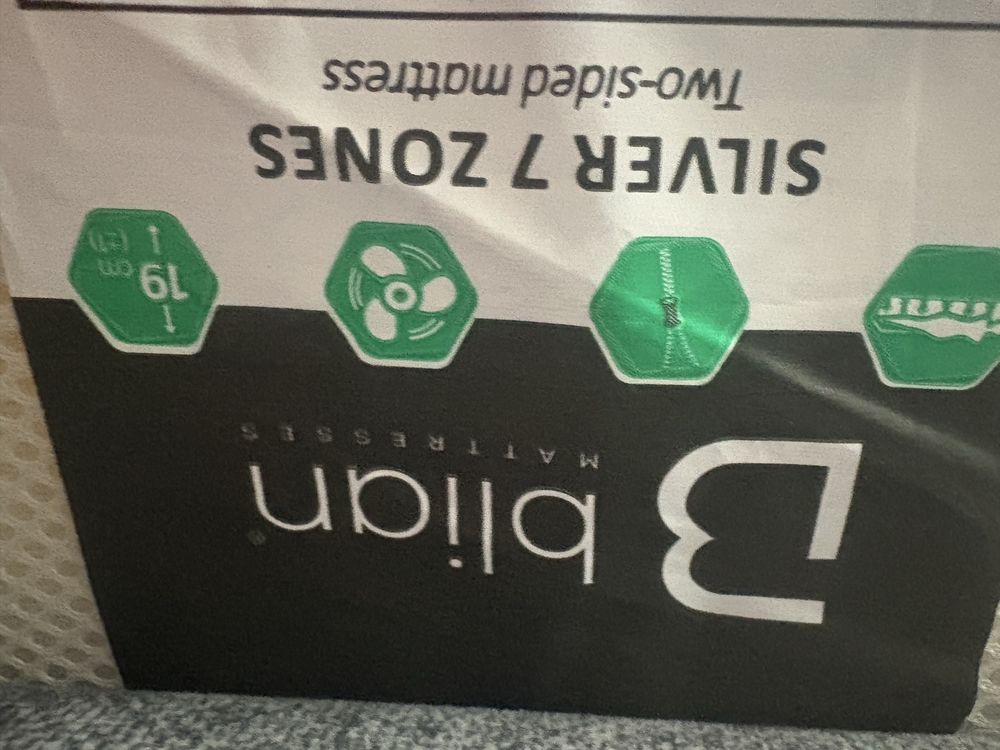 blian®
MATTRESSES
19 cm
(±1)
SILVER 7 ZONES
Two-sided mattress